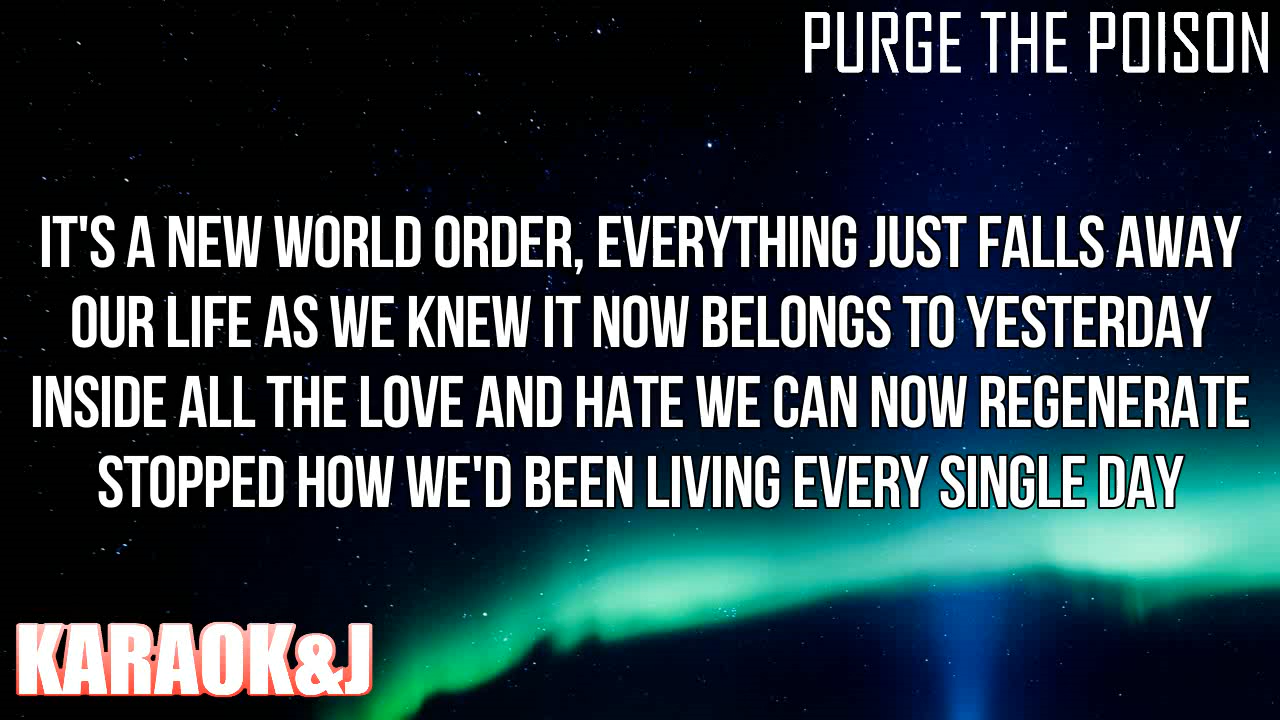 PURGE THE POISON
IT'S A NEW WORLD ORDER, EVERYTHING JUST FALLS AWAY
OUR LIFE AS WE KNEW IT NOW BELONGS TO YESTERDAY
INSIDE ALL THE LOVE AND HATE WE CAN NOW REGENERATE
STOPPED HOW WE'D BEEN LIVING EVERY SINGLE DAY
KARAOK&J